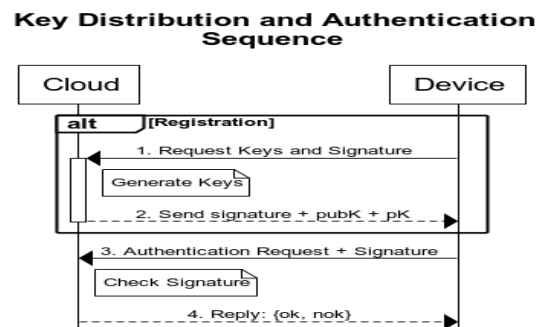 Key Distribution and Authentication
Sequence
Cloud
Device
alt
[Registration]
1. Request Keys and Signature
Generate Keys
2. Send signature + pubK + pK
3. Authentication Request + Signature
Check Signature
4. Reply: {ok, nok}